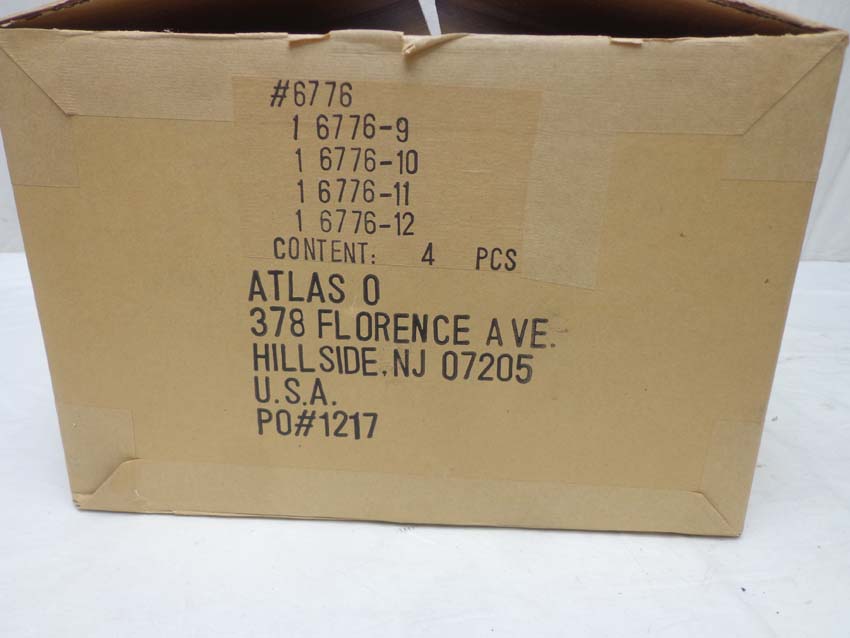 #6776
1 6776-9
1 6776-10
1 6776-11
1 6776-12
CONTENT: 4 PCS
ATLAS O
378 FLORENCE AVE.
HILLSIDE, NJ 07205
U.S.A.
PO#1217